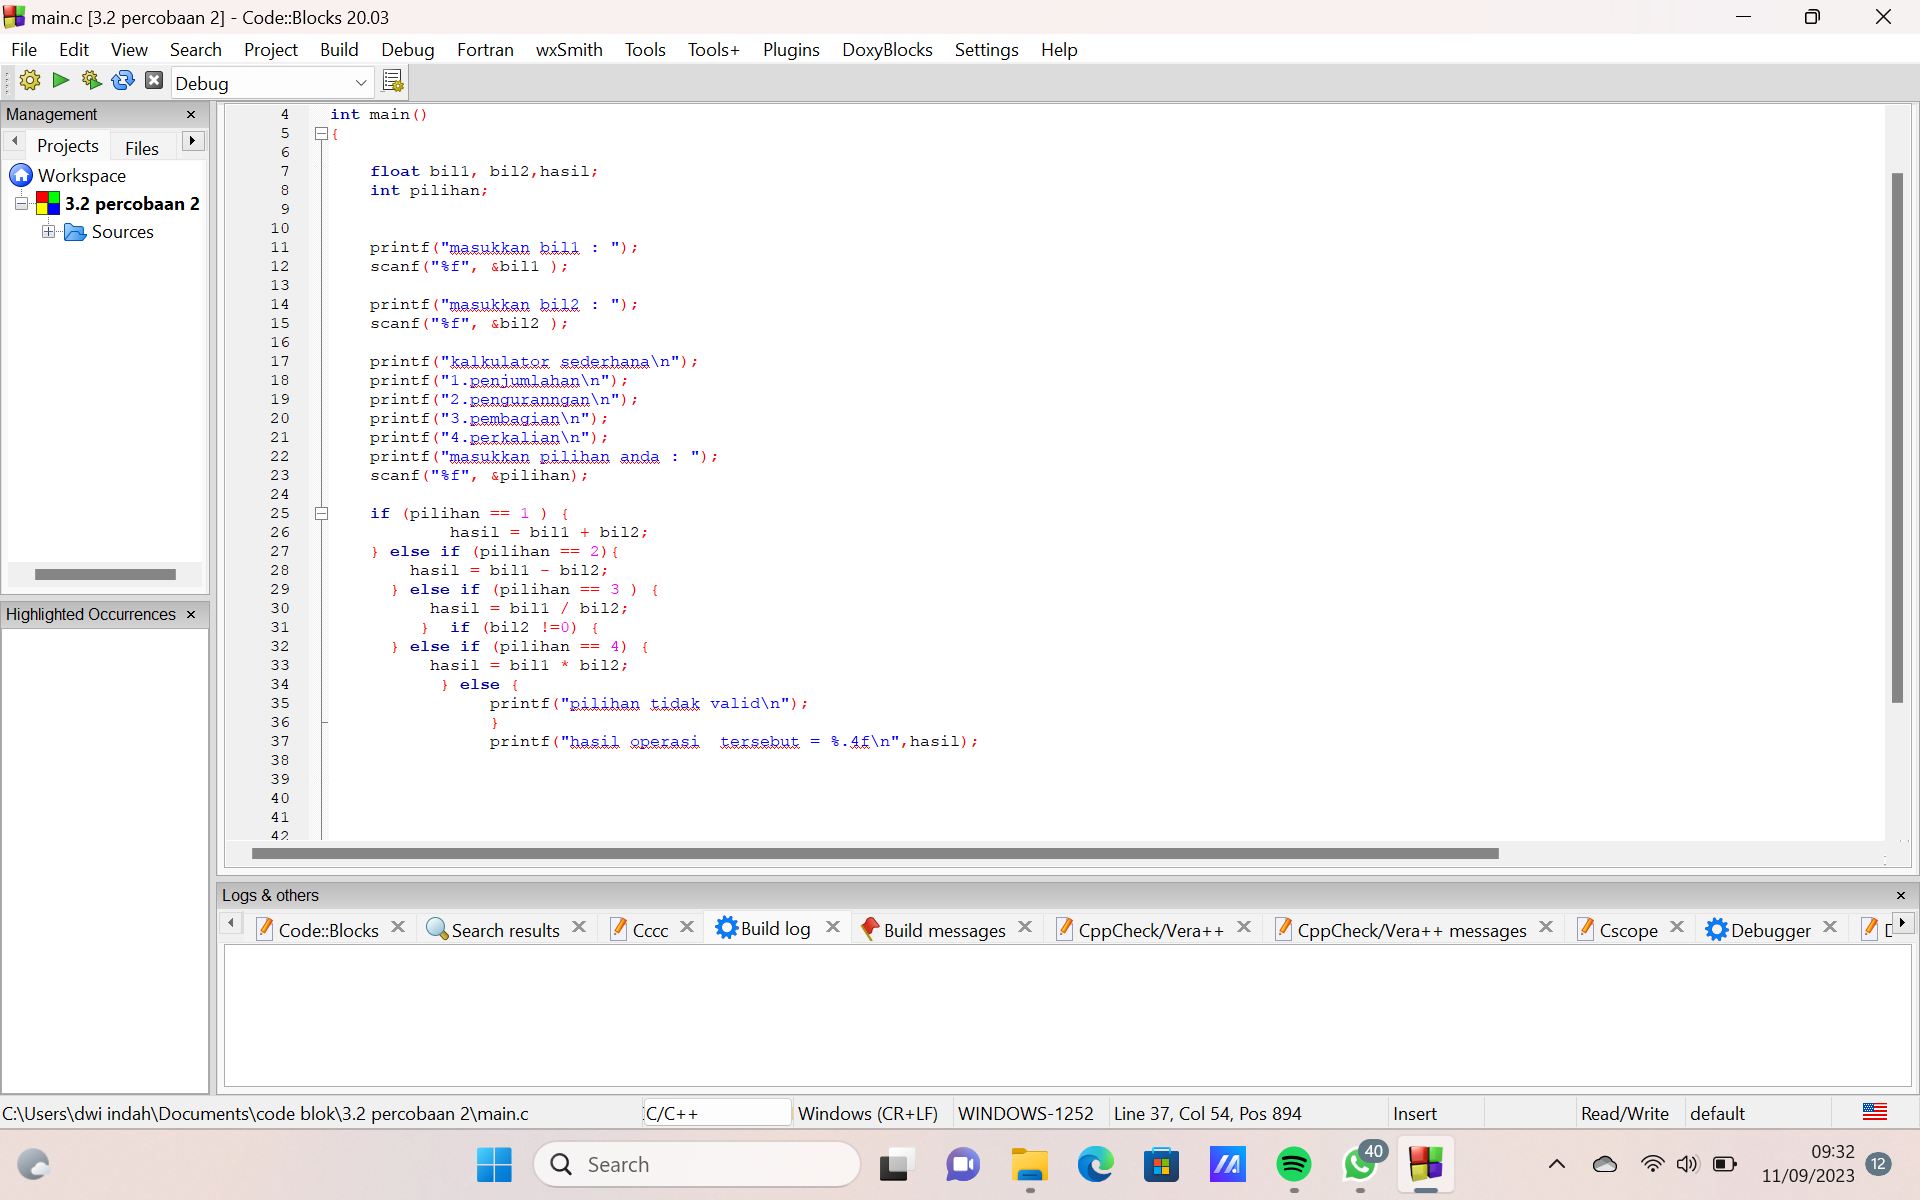 main.c [3.2 percobaan 2] - Code::Blocks 20.03
File Edit View Search Project Build Debug Fortran wxSmith Tools Tools+ Plugins DoxyBlocks Settings Help
Debug
Management
Projects Files
Workspace
3.2 percobaan 2
Sources
Highlighted Occurrences
4 int main()
5 {
6
7 float bil1, bil2,hasil;
8 int pilihan;
9
10
11 printf("masukkan bil1 : ");
12 scanf("%f", &bil1 );
13
14 printf("masukkan bil2 : ");
15 scanf("%f", &bil2 );
16
17 printf("kalkulator sederhana\n");
18 printf("1.penjumlahan\n");
19 printf("2.penguranngan\n");
20 printf("3.pembagian\n");
21 printf("4.perkalian\n");
22 printf("masukkan pilihan anda : ");
23 scanf("%f", &pilihan);
24
25 if (pilihan == 1 ) {
26 hasil = bil1 + bil2;
27 } else if (pilihan == 2){
28 hasil = bil1 - bil2;
29 } else if (pilihan == 3 ) {
30 hasil = bil1 / bil2;
31 } if (bil2 !=0) {
32 } else if (pilihan == 4) {
33 hasil = bil1 * bil2;
34 } else {
35 printf("pilihan tidak valid\n");
36 }
37 printf("hasil operasi  tersebut = %.4f\n",hasil);
38
39
40
41
42
Logs & others
Code::Blocks Search results Cccc Build log Build messages CppCheck/Vera++ CppCheck/Vera++ messages Cscope Debugger
C:\Users\dwi indah\Documents\code blok\3.2 percobaan 2\main.c C/C++ Windows (CR+LF) WINDOWS-1252 Line 37, Col 54, Pos 894 Insert Read/Write default
Search
40
09:32
11/09/2023
12